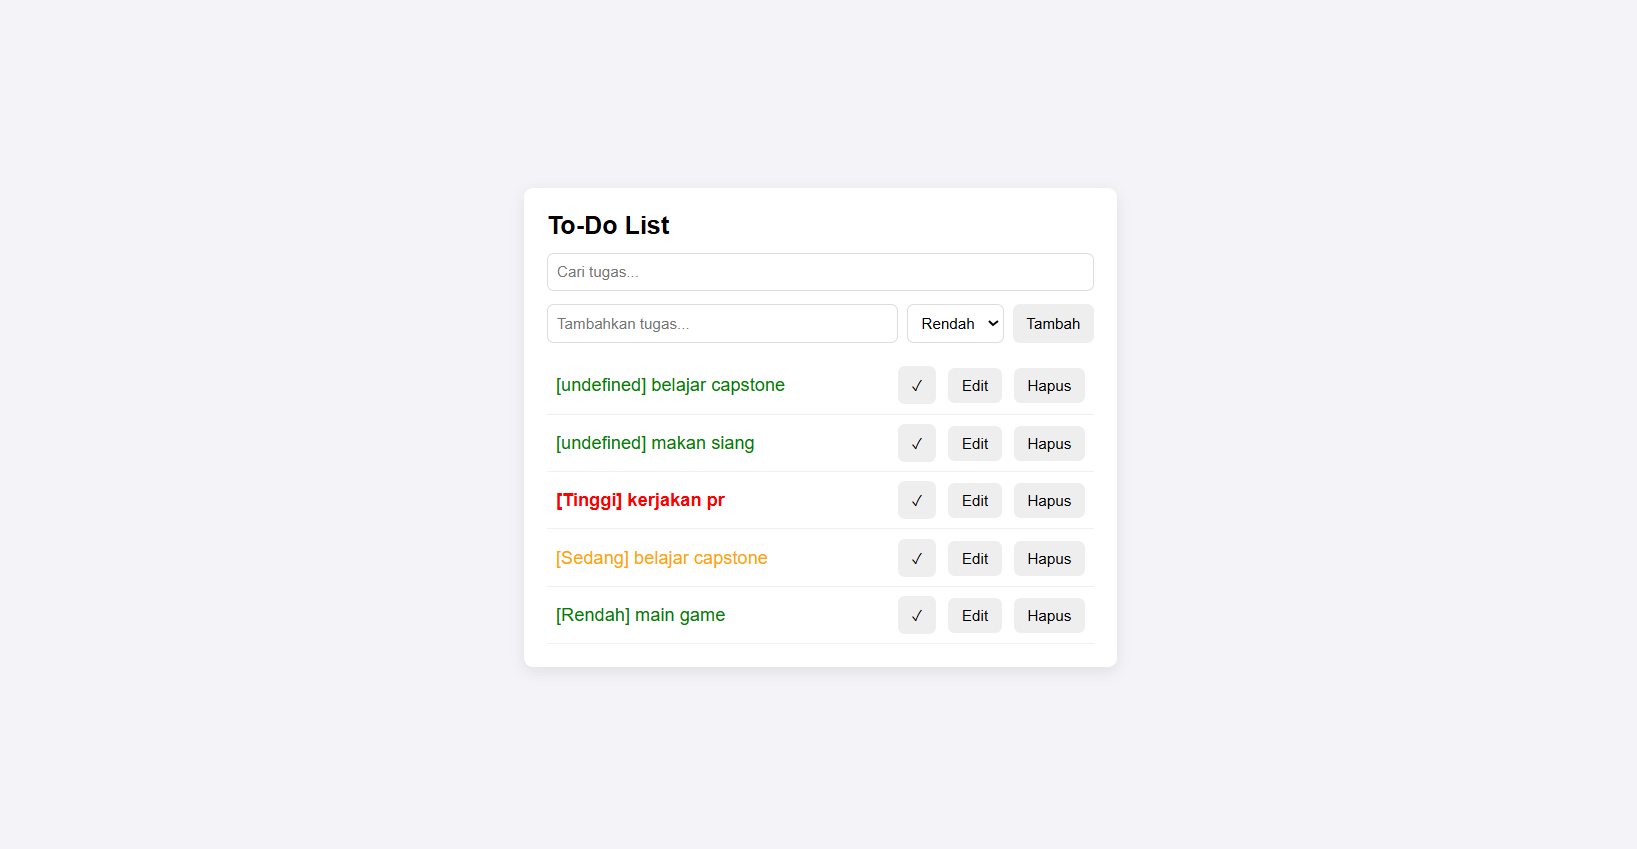 To-Do List
Cari tugas...
Tambahkan tugas... Rendah Tambah
[undefined] belajar capstone ✓ Edit Hapus
[undefined] makan siang ✓ Edit Hapus
[Tinggi] kerjakan pr ✓ Edit Hapus
[Sedang] belajar capstone ✓ Edit Hapus
[Rendah] main game ✓ Edit Hapus